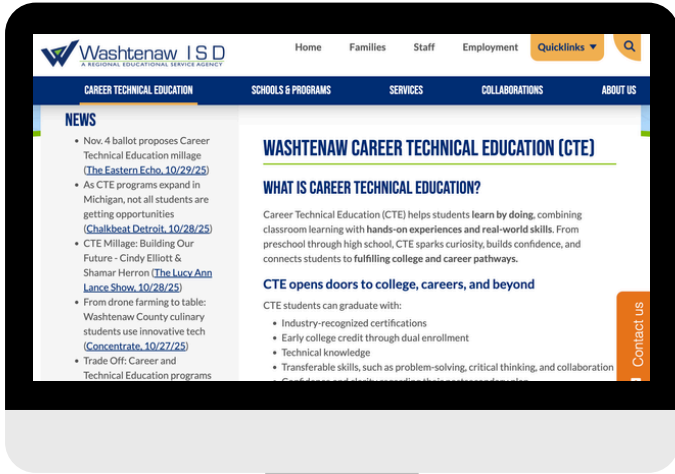 Washtenaw ISD
A REGIONAL EDUCATIONAL SERVICE AGENCY
Home Families Staff Employment Quicklinks
CAREER TECHNICAL EDUCATION SCHOOLS & PROGRAMS SERVICES COLLABORATIONS ABOUT US
NEWS
Nov. 4 ballot proposes Career
Technical Education millage
(The Eastern Echo, 10/29/25)
As CTE programs expand in
Michigan, not all students are
getting opportunities
(Chalkbeat Detroit, 10/28/25)
CTE Millage: Building Our
Future - Cindy Elliott &
Shamar Herron (The Lucy Ann
Lance Show, 10/28/25)
From drone farming to table:
Washtenaw County culinary
students use innovative tech
(Concentrate, 10/27/25)
Trade Off: Career and
Technical Education programs
WASHTENAW CAREER TECHNICAL EDUCATION (CTE)
WHAT IS CAREER TECHNICAL EDUCATION?
Career Technical Education (CTE) helps students learn by doing, combining
classroom learning with hands-on experiences and real-world skills. From
preschool through high school, CTE sparks curiosity, builds confidence, and
connects students to fulfilling college and career pathways.
CTE opens doors to college, careers, and beyond
CTE students can graduate with:
Industry-recognized certifications
Early college credit through dual enrollment
Technical knowledge
Transferable skills, such as problem-solving, critical thinking, and collaboration
Contact us